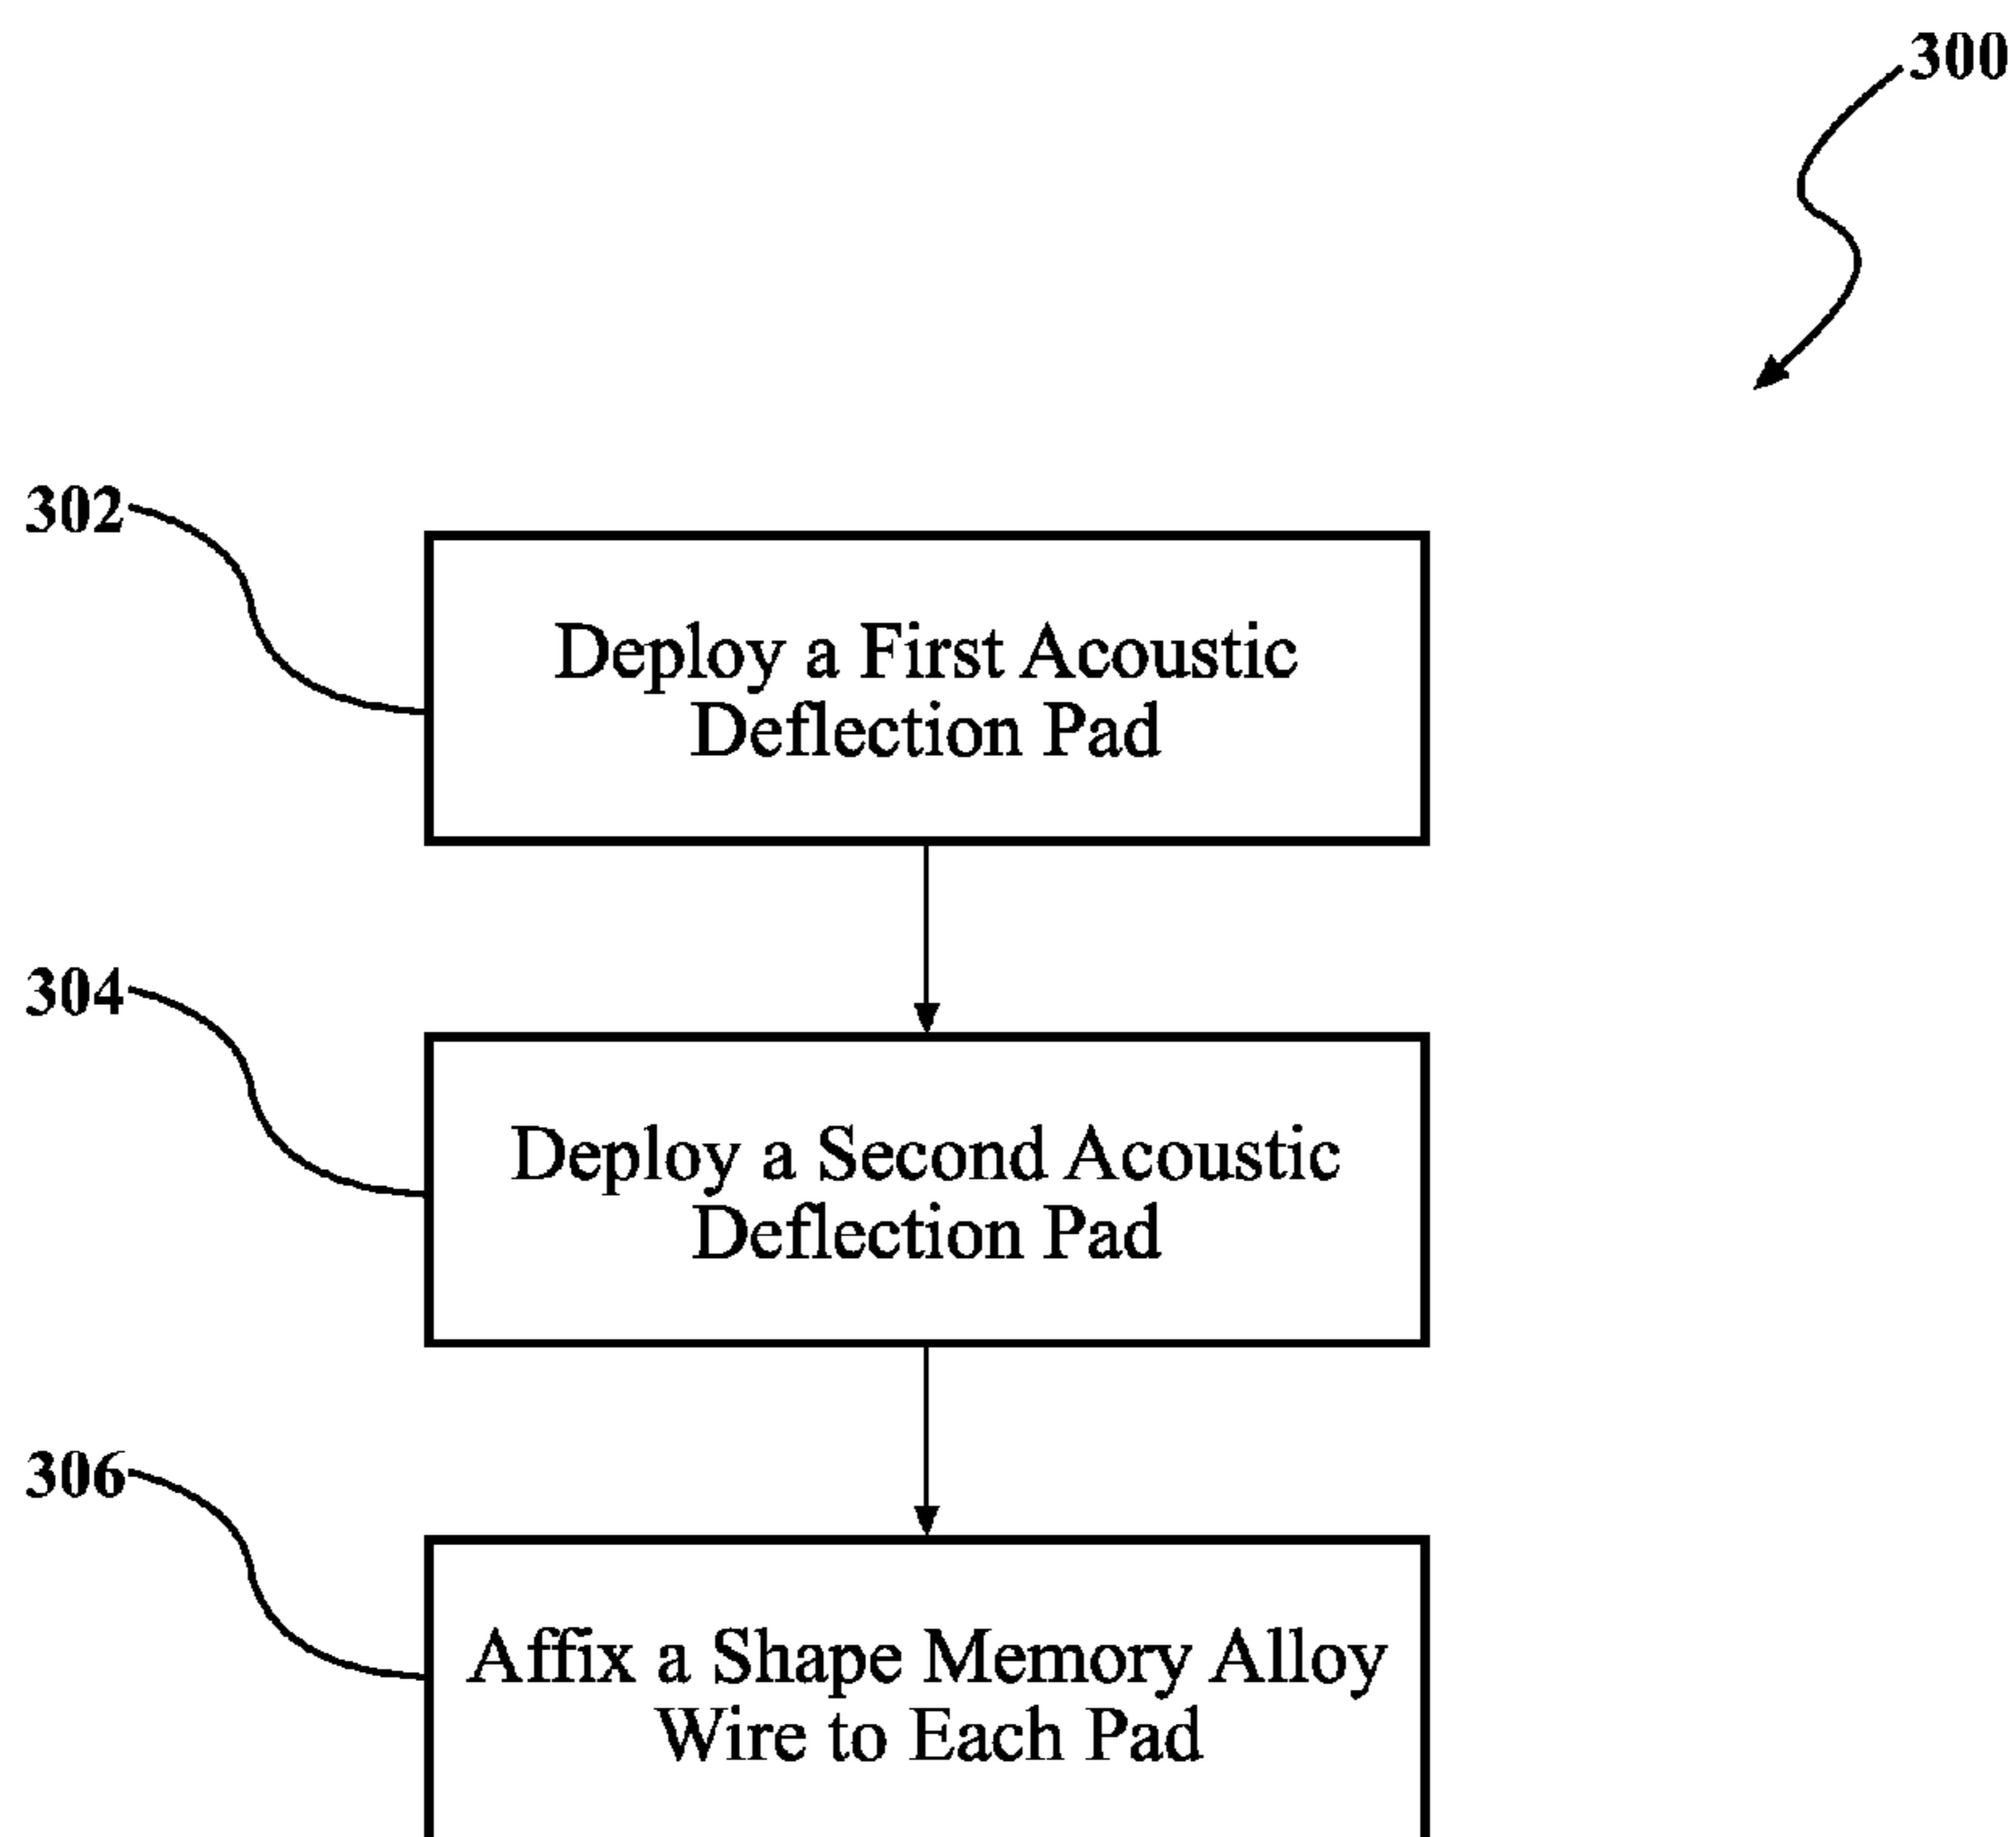 300
302
Deploy a First Acoustic
Deflection Pad
304
Deploy a Second Acoustic
Deflection Pad
306
Affix a Shape Memory Alloy
Wire to Each Pad